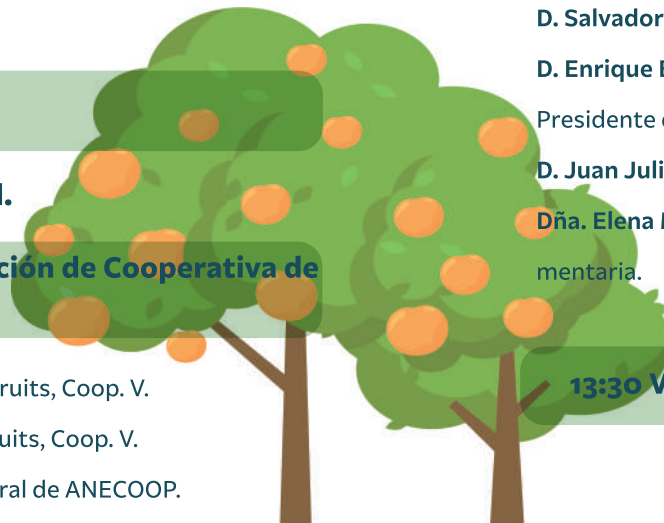 l.
ción de Cooperativa de
ruits, Coop. V.
uits, Coop. V.
ral de ANECOOP.
D. Salvador
D. Enrique
Presidente
D. Juan Juli
Dña. Elena
mentaria.
13:30 V